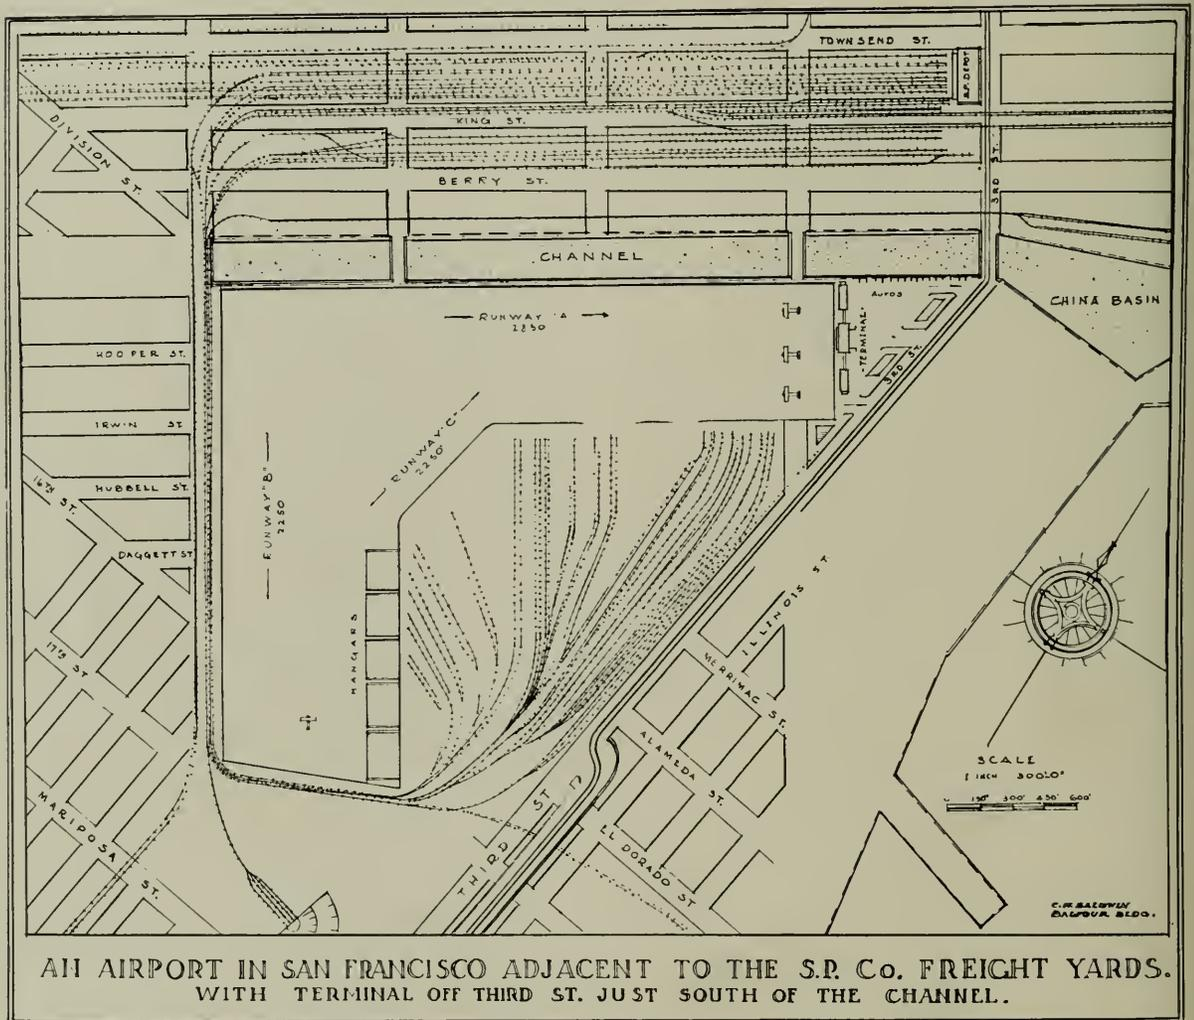 TOWNSEND ST.
S.P. DEPOT
DIVISION ST.
KING ST.
BERRY ST.
3RD ST.
CHANNEL
CHINA BASIN
AUTOS
RUNWAY "A"
2850
TERMINAL
3RD ST.
HOOPER ST.
IRWIN ST
RUNWAY "C"
2250
RUNWAY "B"
2250
16TH ST.
HUBBELL ST.
DAGGETT ST
ILLINOIS ST.
HANGARS
17TH ST
MERRIMAC ST.
ALAMEDA ST.
SCALE
1 INCH 300'.0"
0 150' 300' 450' 600'
MARIPOSA ST.
THIRD ST
EL DORADO ST
C.F. BALDWIN
BALFOUR BLDG.
AN AIRPORT IN SAN FRANCISCO ADJACENT TO THE S.P. CO. FREIGHT YARDS.
WITH TERMINAL OFF THIRD ST. JUST SOUTH OF THE CHANNEL.